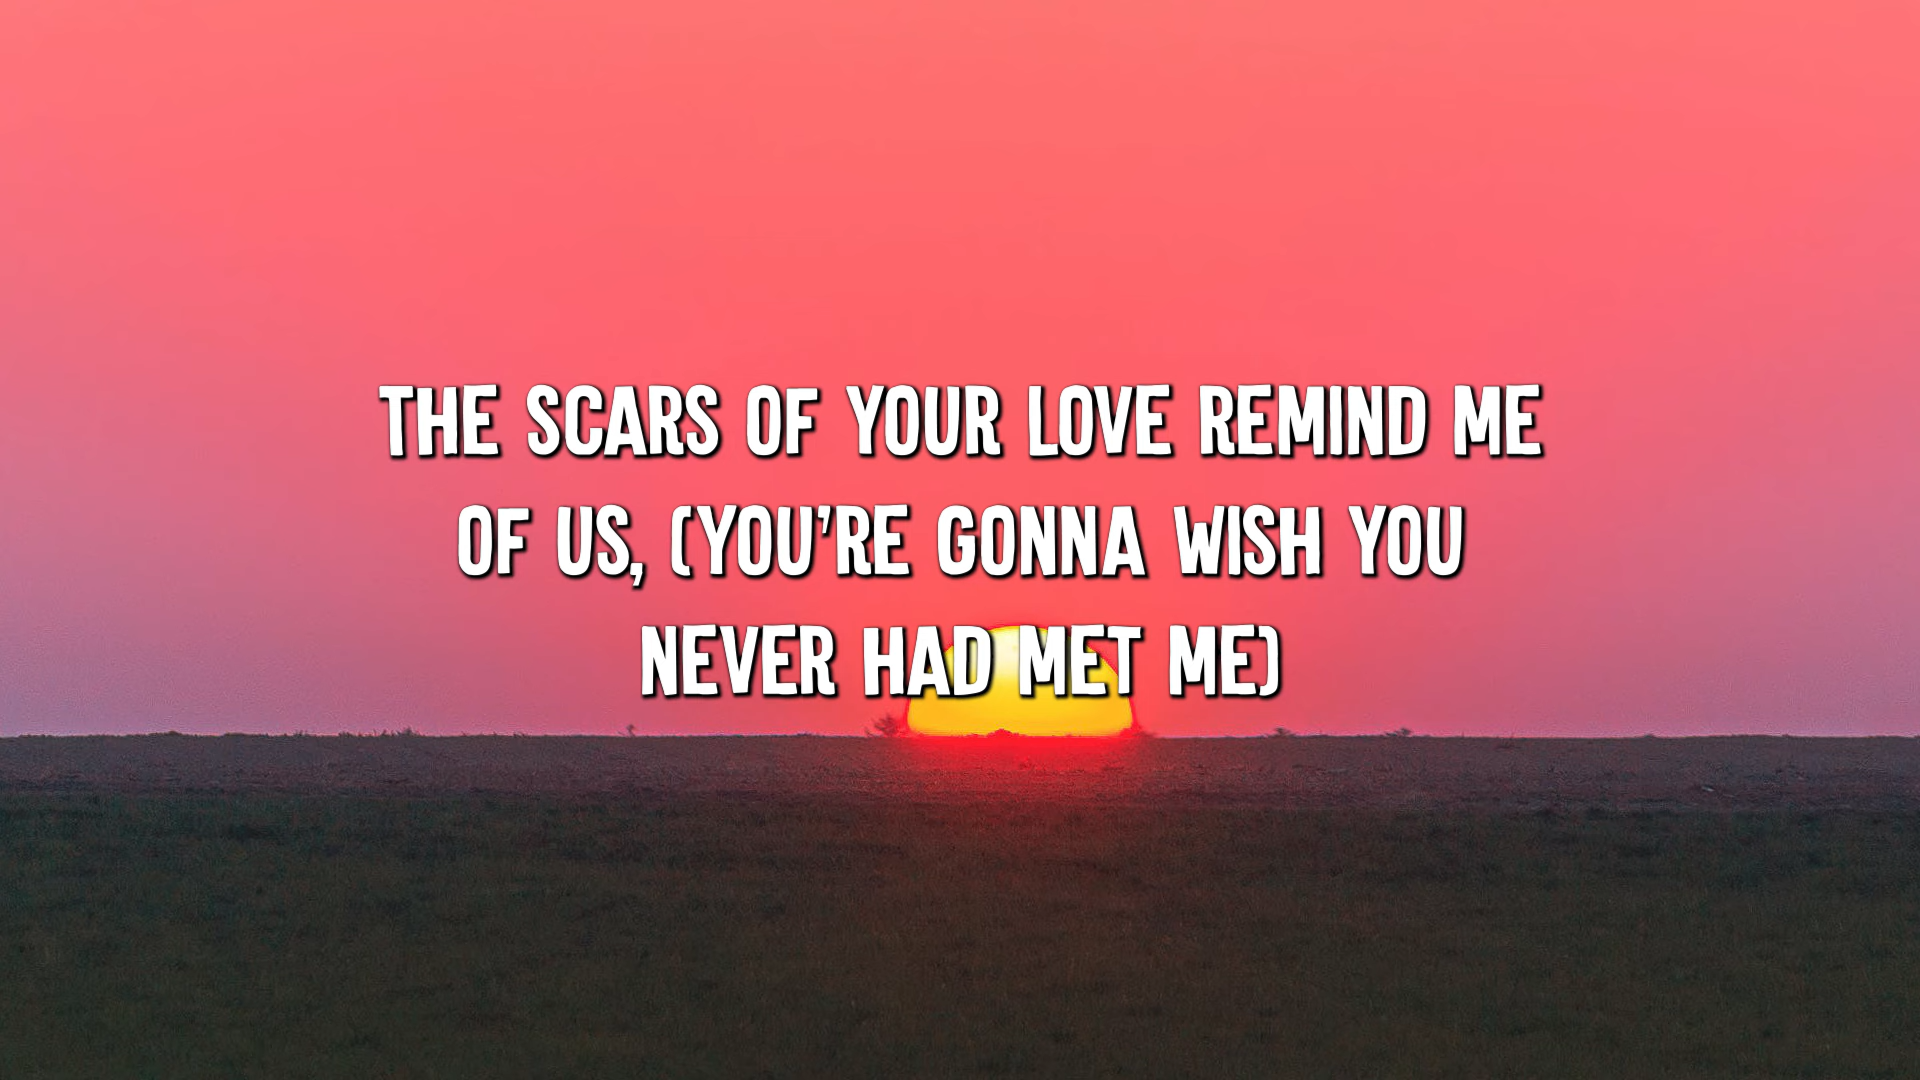 THE SCARS OF YOUR LOVE REMIND ME
OF US, (YOU'RE GONNA WISH YOU
NEVER HAD MET ME)